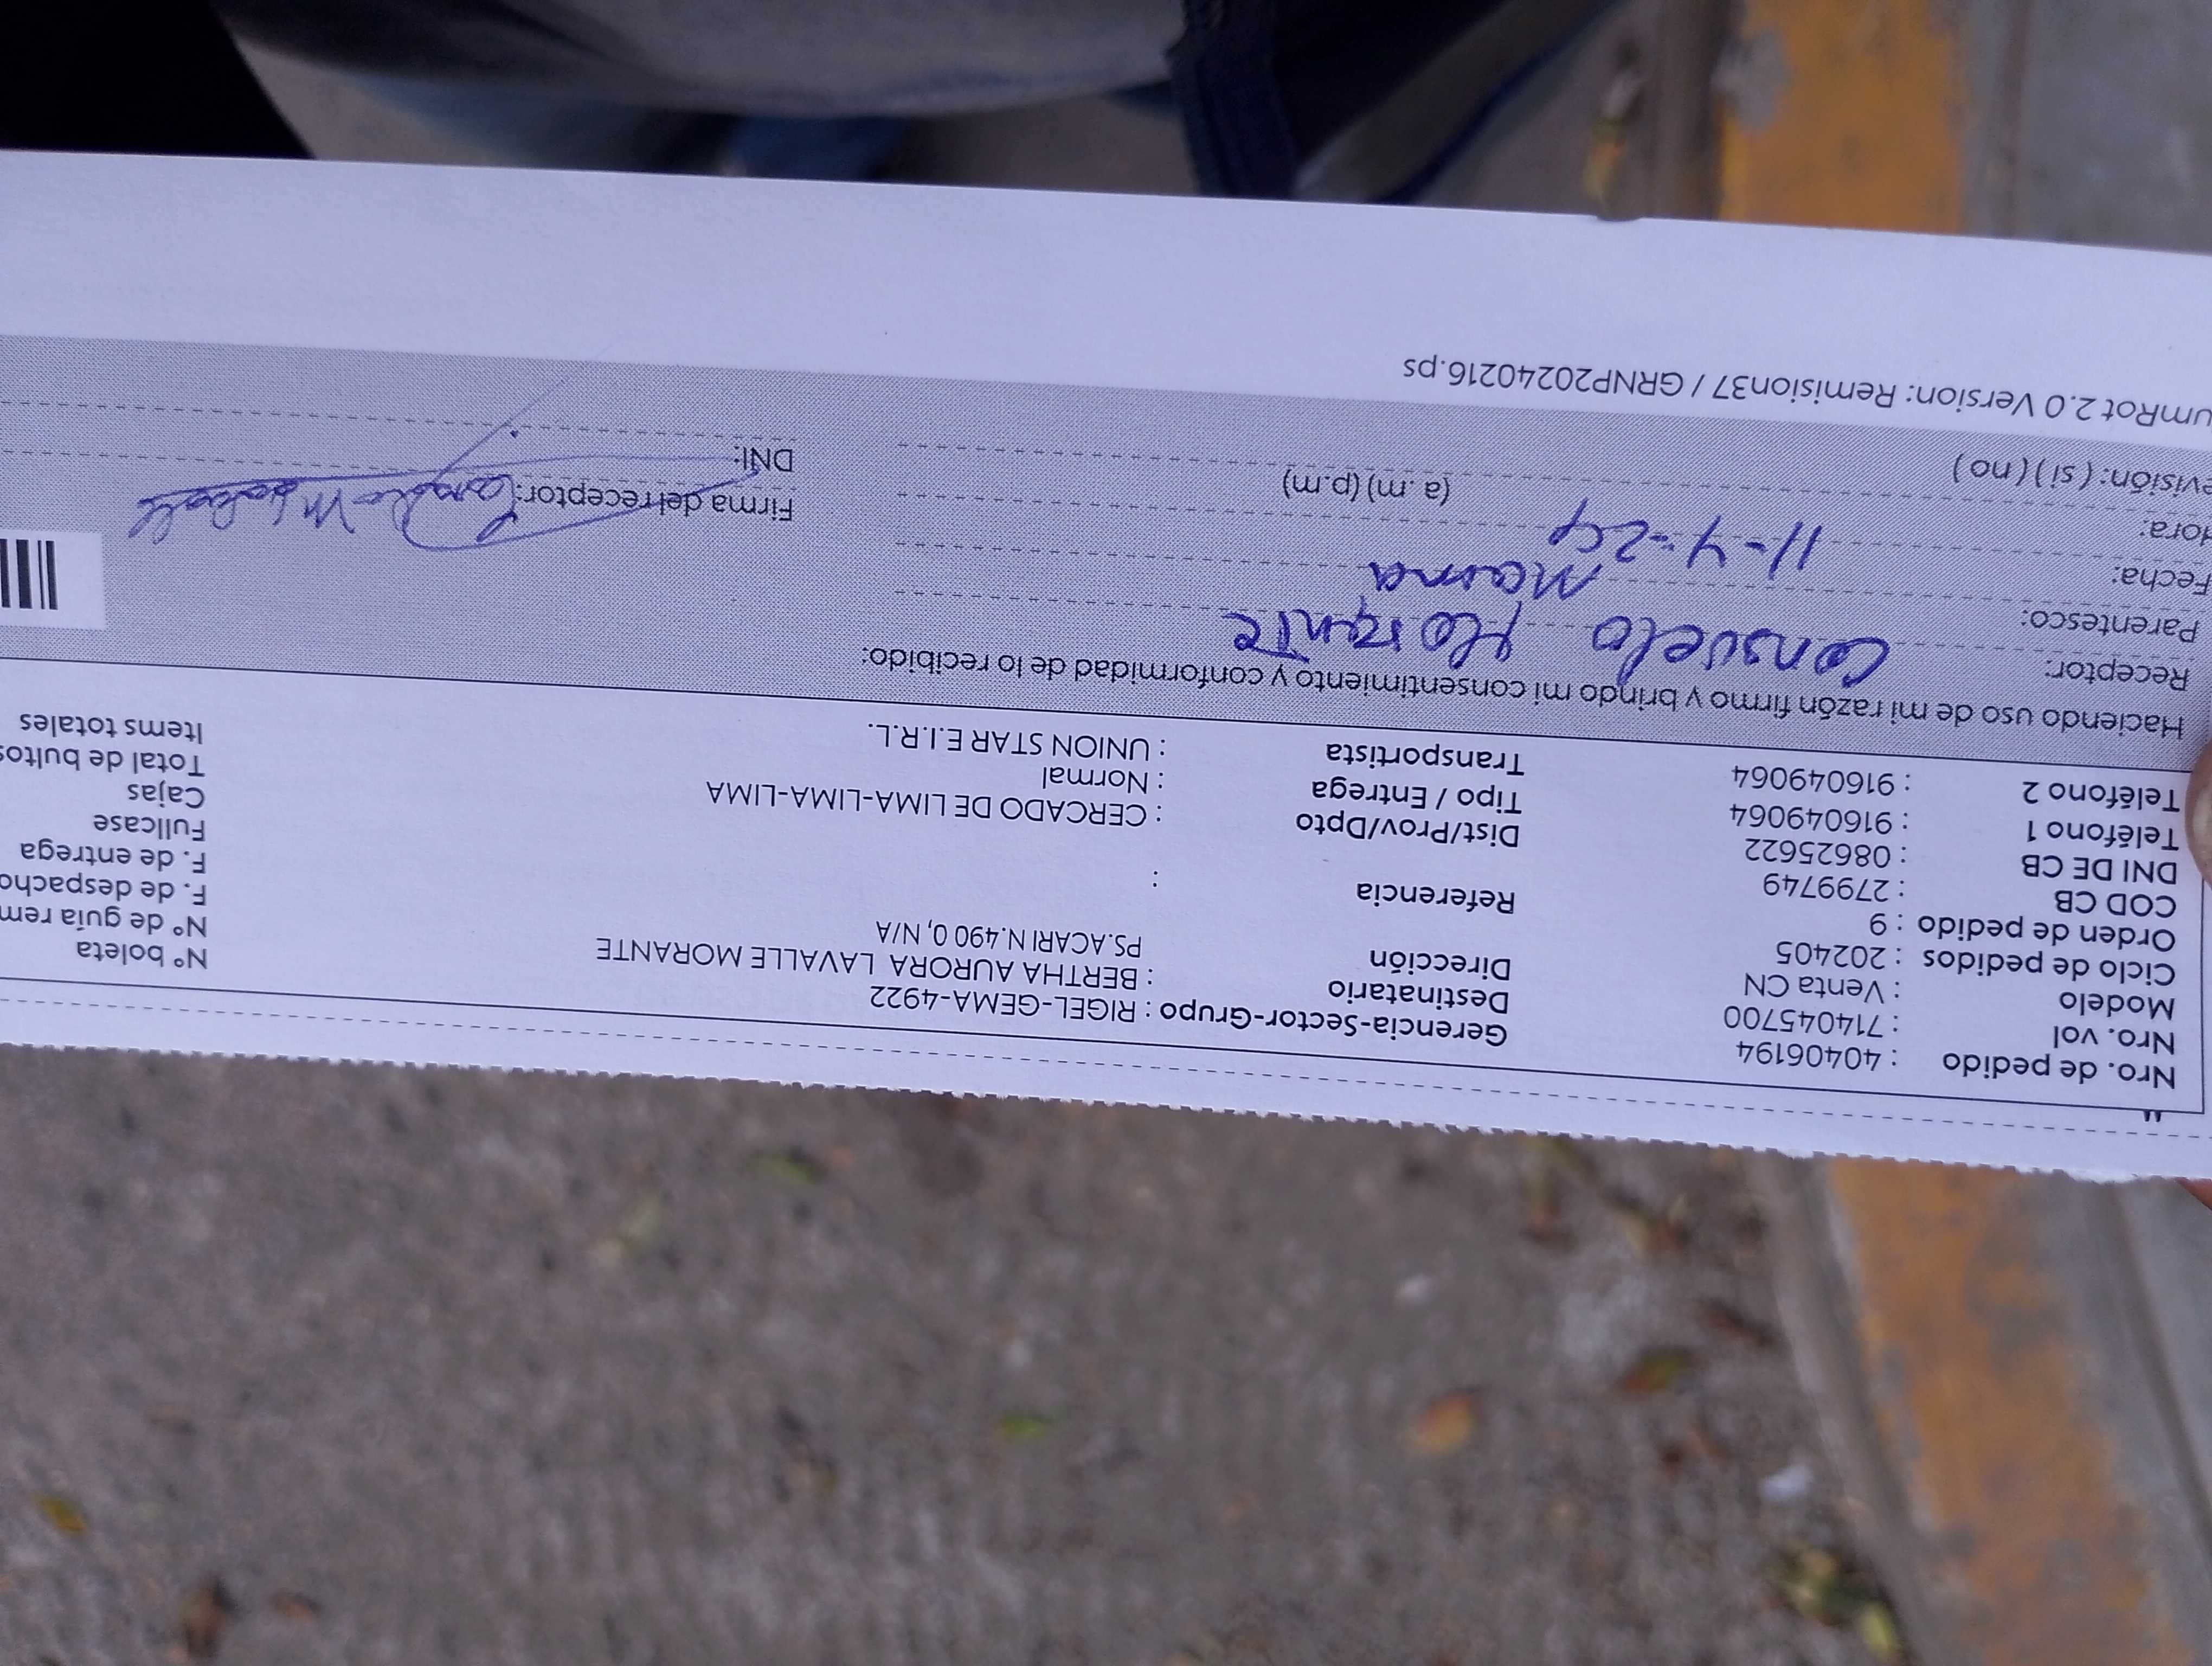 Nro. de pedido : 40406194
Nro. vol : 714045700
Modelo : Venta CN
Ciclo de pedidos : 202405
Orden de pedido : 9
COD CB : 2799749
DNI DE CB : 08625622
Teléfono 1 : 916049064
Teléfono 2 : 916049064
Gerencia-Sector-Grupo : RIGEL-GEMA-4922
Destinatario : BERTHA AURORA LAVALLE MORANTE
Dirección PS.ACARI N.490 0, N/A
Referencia :
Dist/Prov/Dpto : CERCADO DE LIMA-LIMA-LIMA
Tipo / Entrega : Normal
Transportista : UNION STAR E.I.R.L.
N° boleta
N° de guía rem
F. de despacho
F. de entrega
Fullcase
Cajas
Total de bultos
Items totales
Haciendo uso de mi razón firmo y brindo mi consentimiento y conformidad de lo recibido:
Receptor: Consuelo
Parentesco: Mama
Fecha: 11-4-24
Hora: (a. m) (p.m)
evisión: ( si ) ( no )
Firma del receptor:
DNI:
umRot 2.0 Version: Remision37 / GRNP20240216.ps